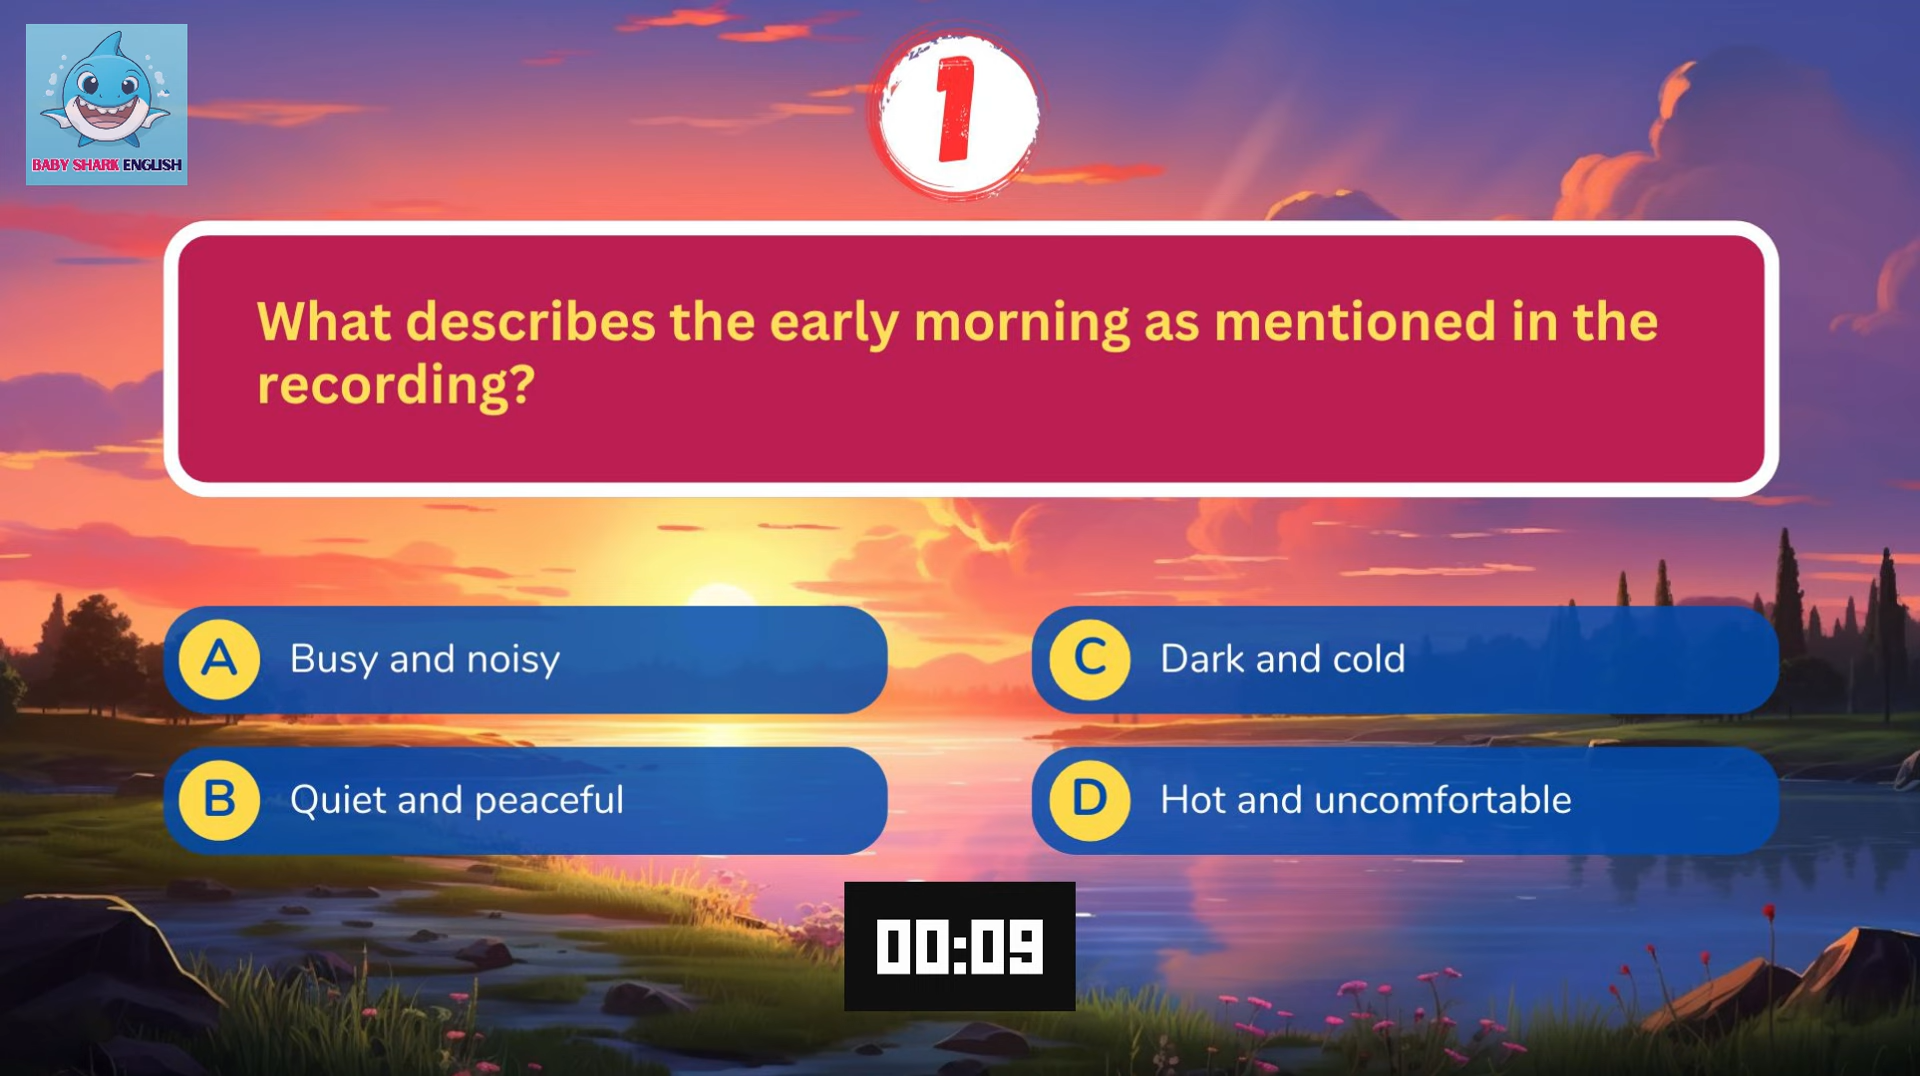 BABY SHARK ENGLISH
1
What describes the early morning as mentioned in the
recording?
A Busy and noisy
B Quiet and peaceful
C Dark and cold
D Hot and uncomfortable
00:09